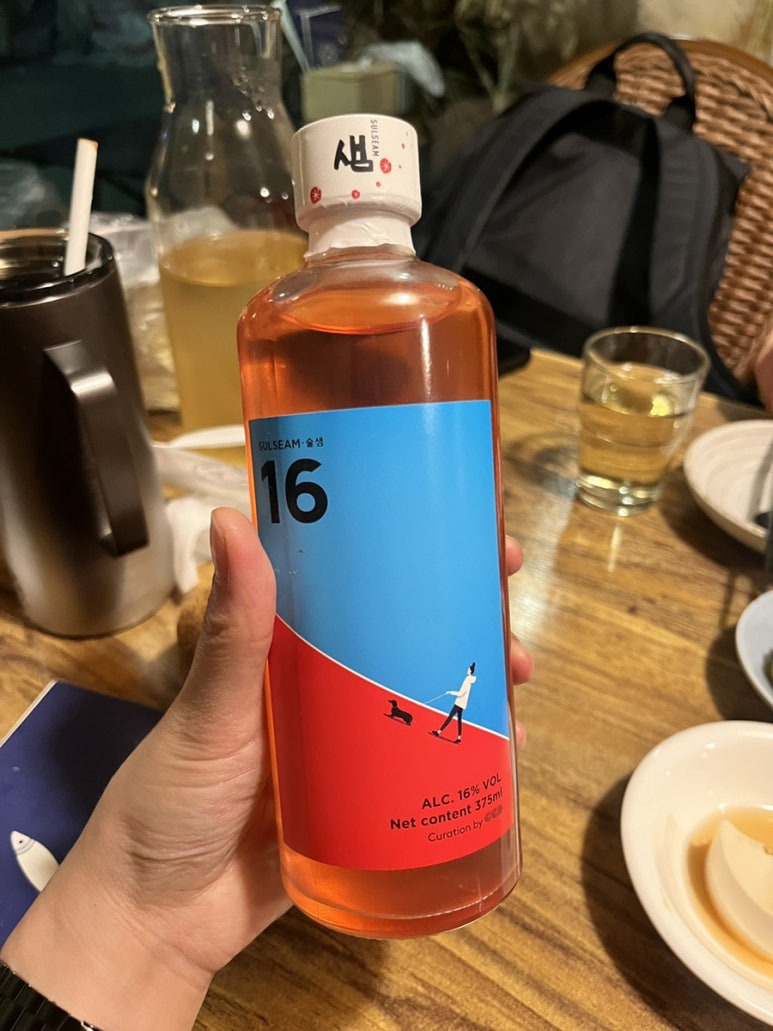 샘
SULSEAM
SULSEAM·술샘
16
ALC. 16% VOL
Net content 375ml
Curation by